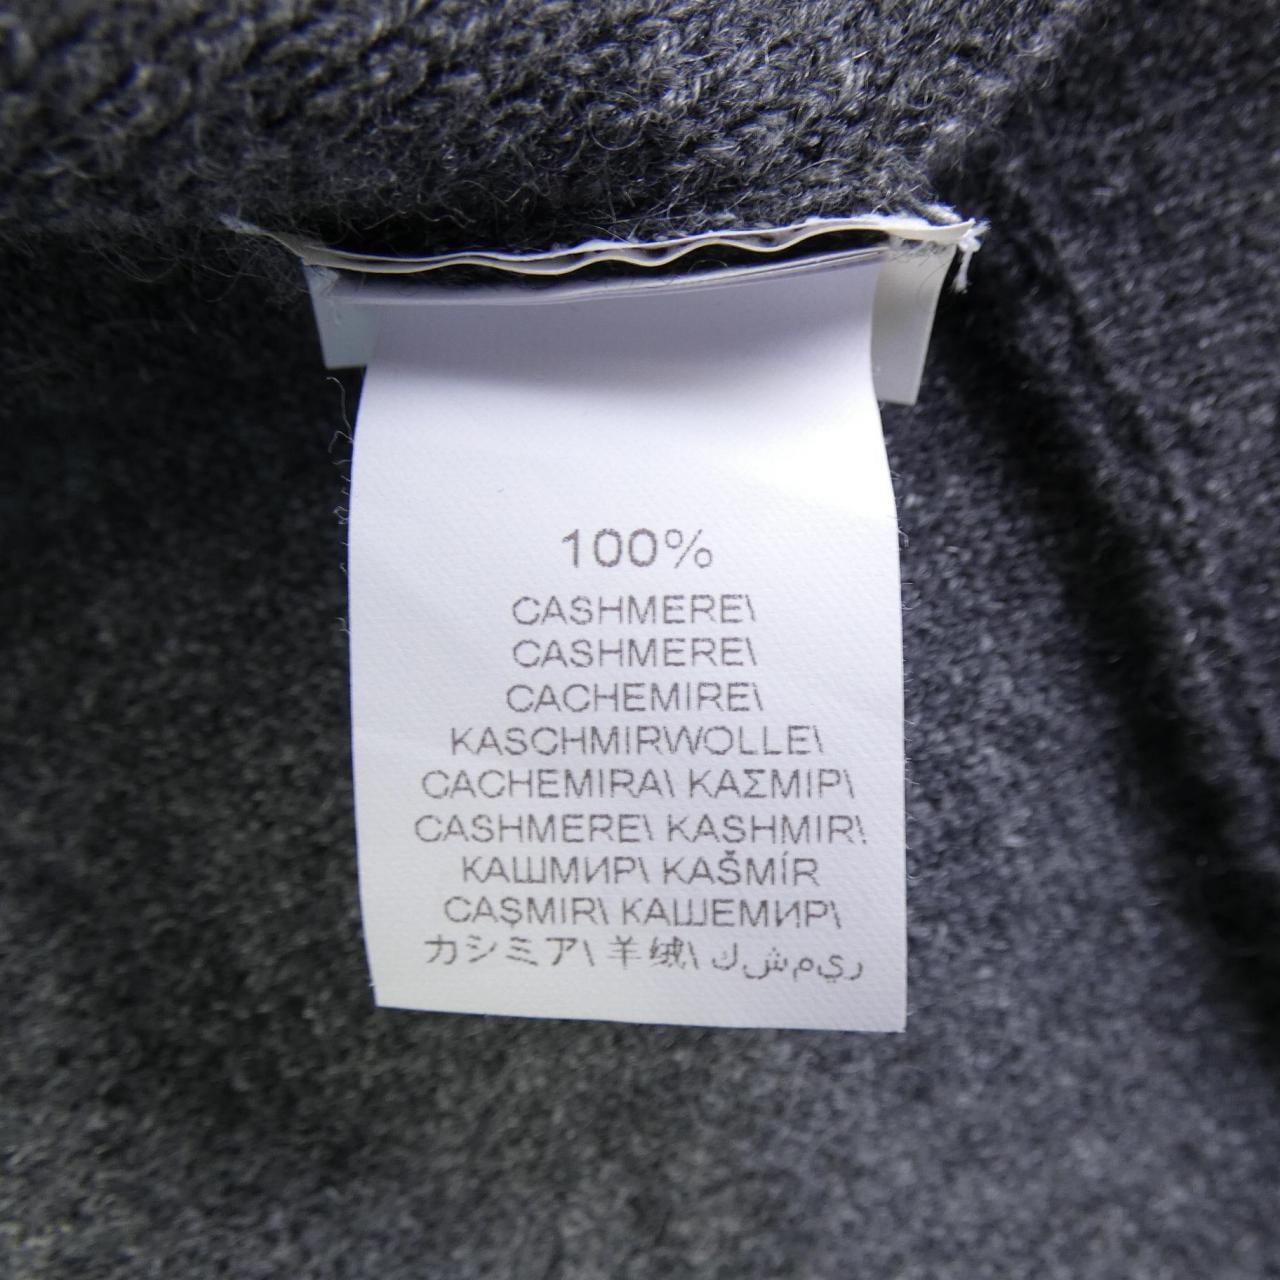 100%
CASHMERE\
CASHMERE\
CACHEMIRE\
KASCHMIRWOLLE\
CACHEMIRA\ ΚΑΣΜΙΡ\
CASHMERE\ KASHMIR\
КАШМИР\ KAŠMÍR
CAŞMIR\ КАШЕМИР\
カシミア\ 羊绒\ ك ش م ي ر